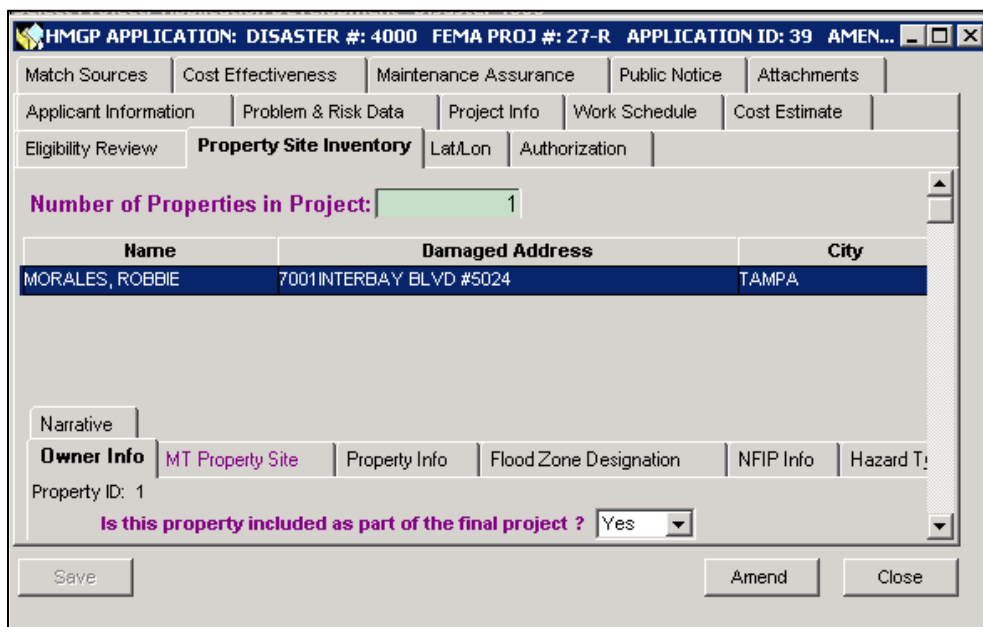 HMGP APPLICATION: DISASTER #: 4000 FEMA PROJ #: 27-R APPLICATION ID: 39 AMEN...
Match Sources Cost Effectiveness Maintenance Assurance Public Notice Attachments
Applicant Information Problem & Risk Data Project Info Work Schedule Cost Estimate
Eligibility Review Property Site Inventory Lat/Lon Authorization
Number of Properties in Project: 1
Name Damaged Address City
MORALES, ROBBIE 7001INTERBAY BLVD #5024 TAMPA
Narrative
Owner Info MT Property Site Property Info Flood Zone Designation NFIP Info Hazard Ty
Property ID: 1
Is this property included as part of the final project ? Yes
Save Amend Close